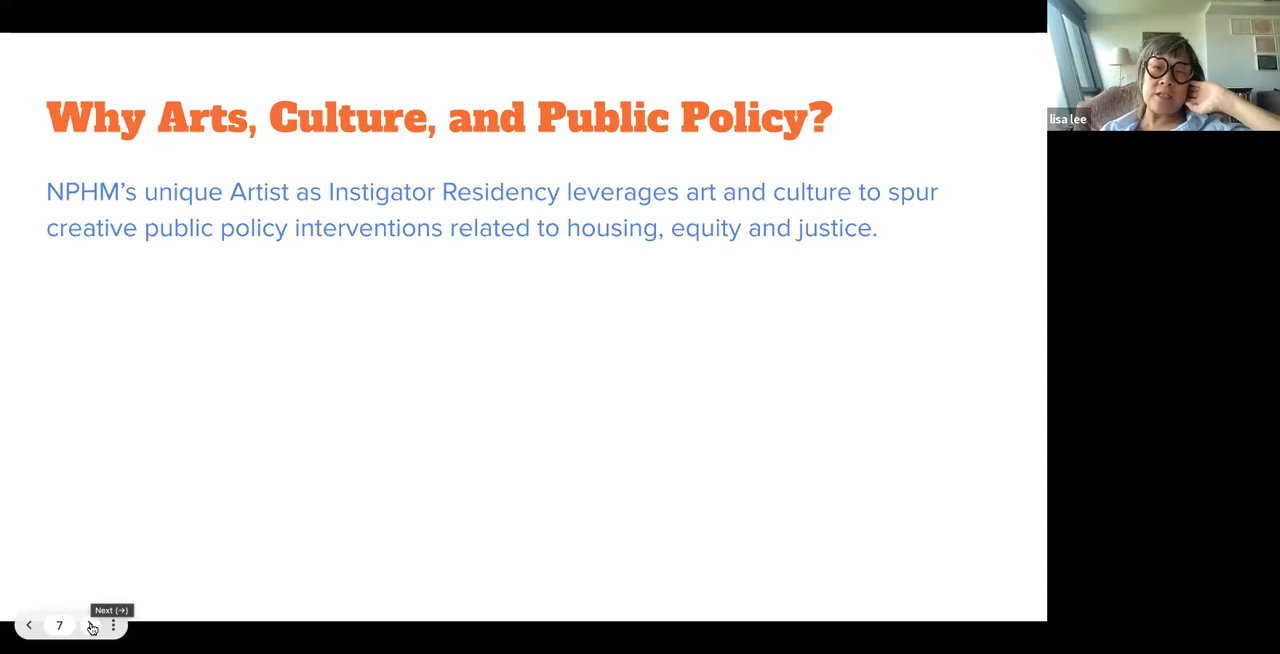 Why Arts, Culture, and Public Policy?
NPHM's unique Artist as Instigator Residency leverages art and culture to spur
creative public policy interventions related to housing, equity and justice.
lisa lee
Next (→)
7